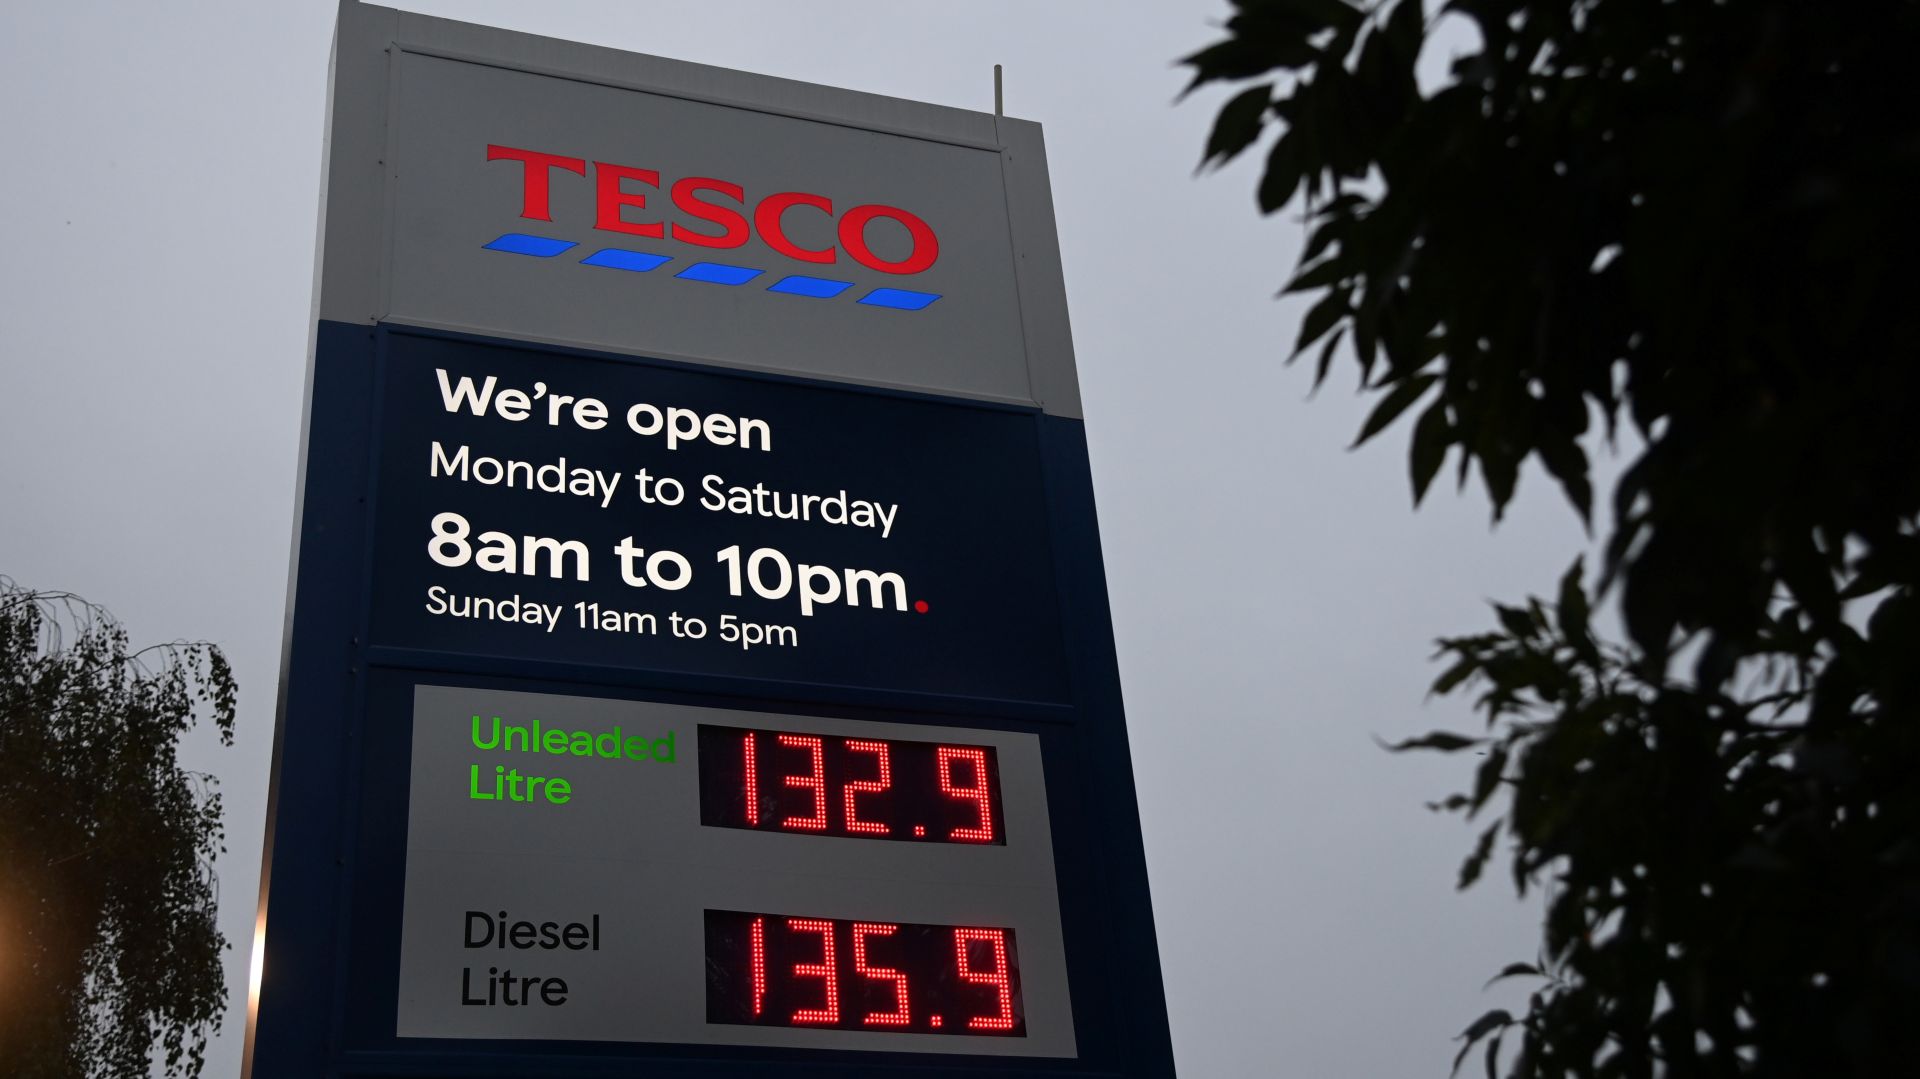 TESCO
We're open
Monday to Saturday
8am to 10pm.
Sunday 11am to 5pm
Unleaded
Litre
132.9
Diesel
Litre
135.9